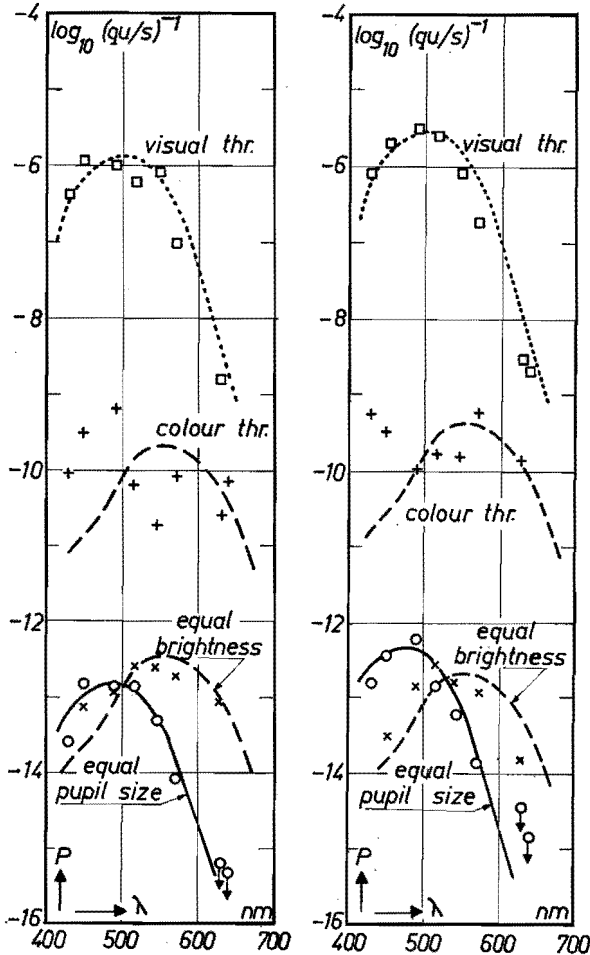 -4
log10 (qu/s)-1
visual thr.
-6
-8
colour thr.
-10
-12
equal
brightness
-14
equal
pupil size
P
λ
nm
-16
400 500 600 700
-4
log10 (qu/s)-1
visual thr.
-6
-8
-10
colour thr.
-12
equal
brightness
-14
equal
pupil size
P
λ
nm
-16
400 500 600 700